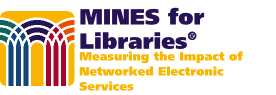 MINES for
Libraries®
Measuring the Impact of
Networked Electronic
Services